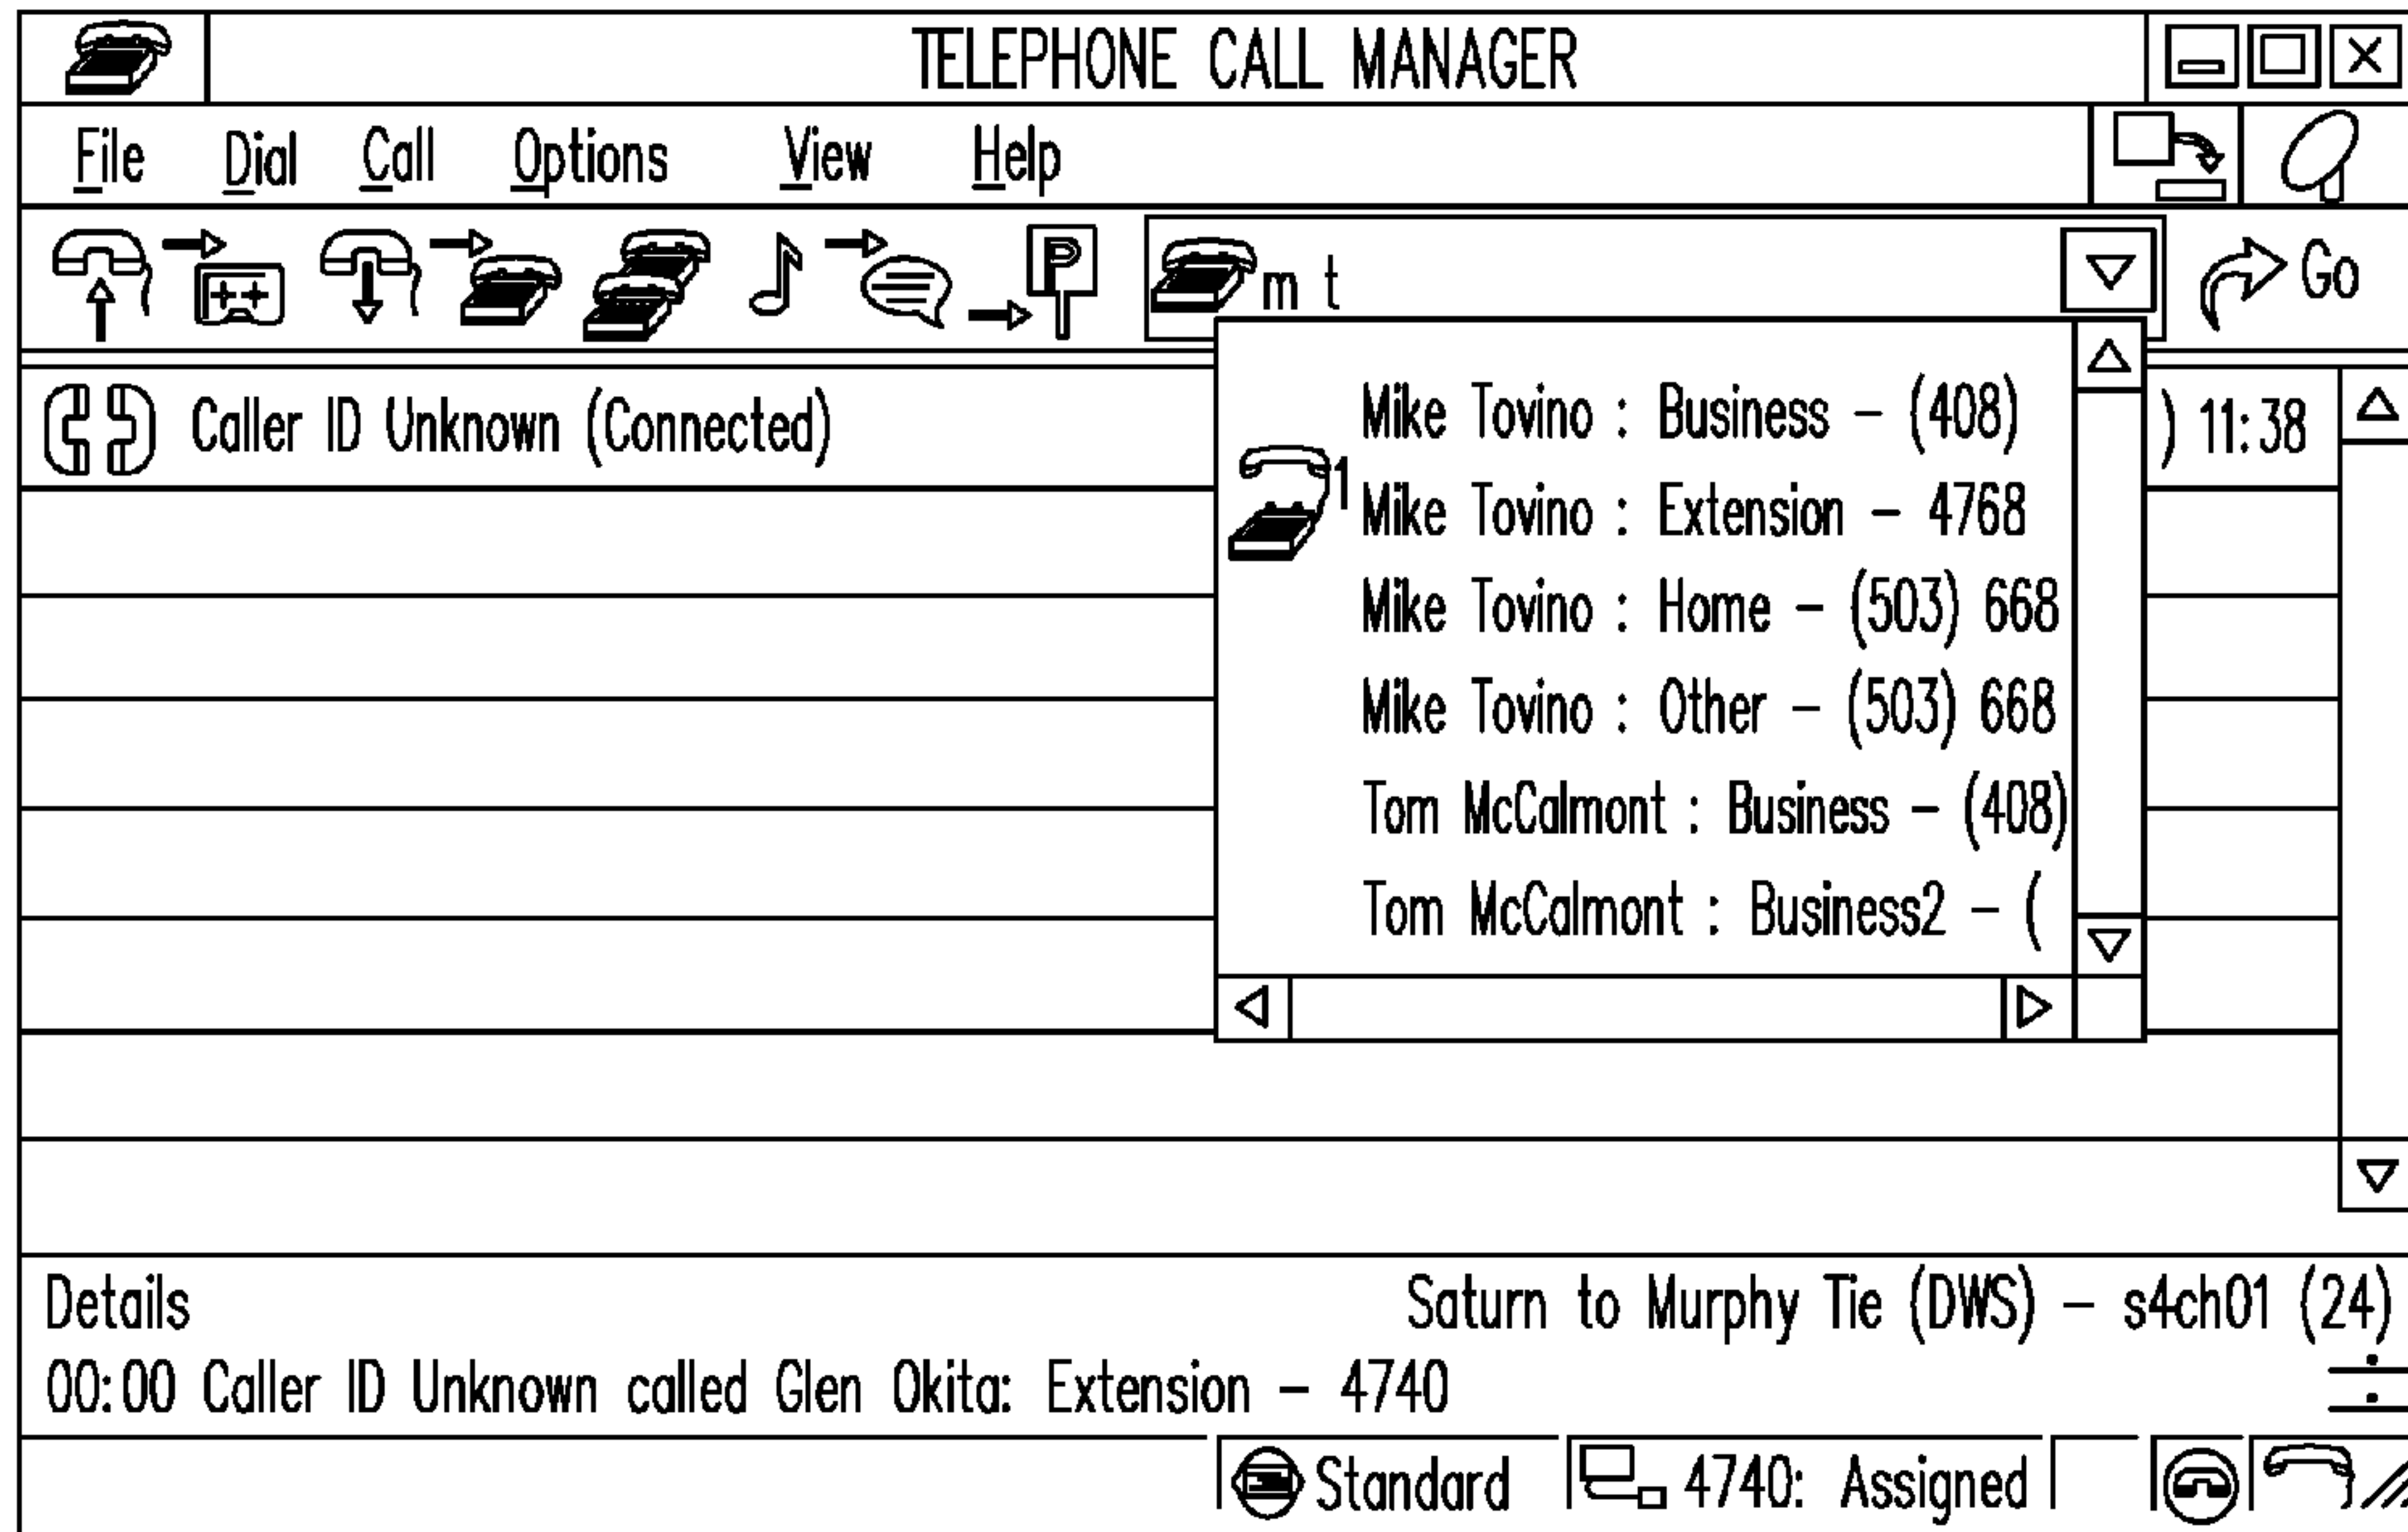 TELEPHONE CALL MANAGER
File Dial Call Options View Help
P m t Go
Caller ID Unknown (Connected) ) 11:38
Mike Tovino : Business – (408)
1
Mike Tovino : Extension – 4768
Mike Tovino : Home – (503) 668
Mike Tovino : Other – (503) 668
Tom McCalmont : Business – (408)
Tom McCalmont : Business2 – (
Details Saturn to Murphy Tie (DWS) – s4ch01 (24)
00:00 Caller ID Unknown called Glen Okita: Extension – 4740
Standard 4740: Assigned